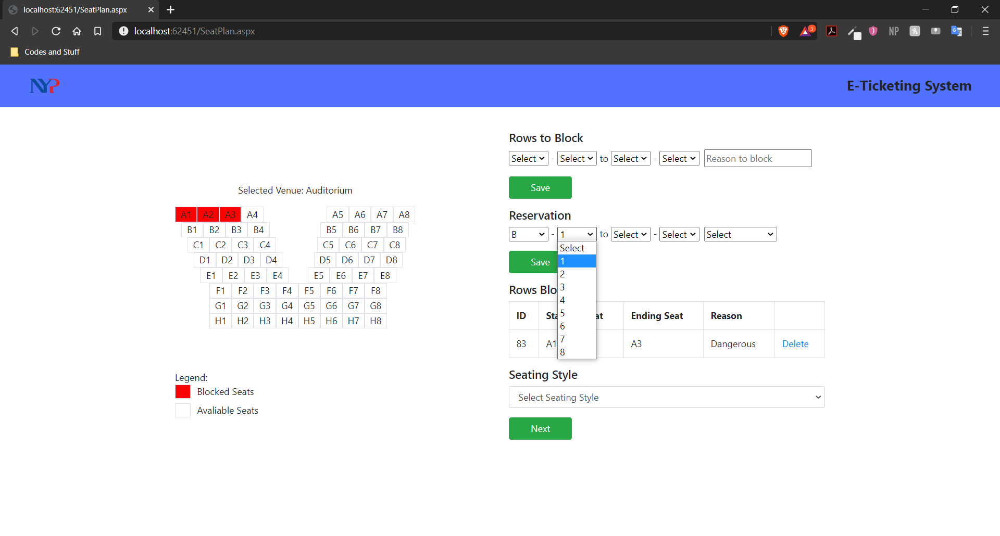 localhost:62451/SeatPlan.aspx
localhost:62451/SeatPlan.aspx
3
NP
Codes and Stuff
NYP
E-Ticketing System
Selected Venue: Auditorium
A1 A2 A3 A4 A5 A6 A7 A8
B1 B2 B3 B4 B5 B6 B7 B8
C1 C2 C3 C4 C5 C6 C7 C8
D1 D2 D3 D4 D5 D6 D7 D8
E1 E2 E3 E4 E5 E6 E7 E8
F1 F2 F3 F4 F5 F6 F7 F8
G1 G2 G3 G4 G5 G6 G7 G8
H1 H2 H3 H4 H5 H6 H7 H8
Legend:
Blocked Seats
Avaliable Seats
Rows to Block
Select - Select to Select - Select Reason to block
Save
Reservation
B - 1 to Select - Select Select
Select
1
2
3
4
5
6
7
8
Save
Rows Blo
ID Sta at Ending Seat Reason
83 A1 A3 Dangerous Delete
Seating Style
Select Seating Style
Next